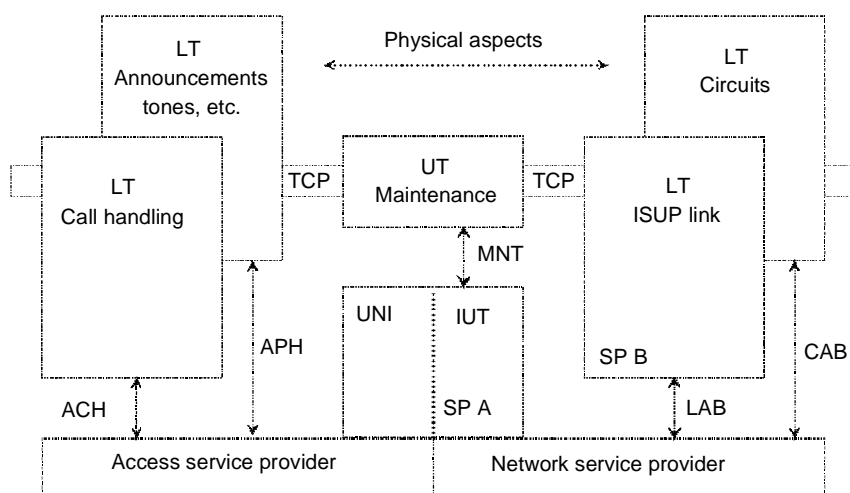 LT
Announcements
tones, etc.
Physical aspects
LT
Circuits
LT
Call handling
TCP
UT
Maintenance
TCP
LT
ISUP link
MNT
UNI
IUT
APH
SP B
CAB
ACH
SP A
LAB
Access service provider
Network service provider